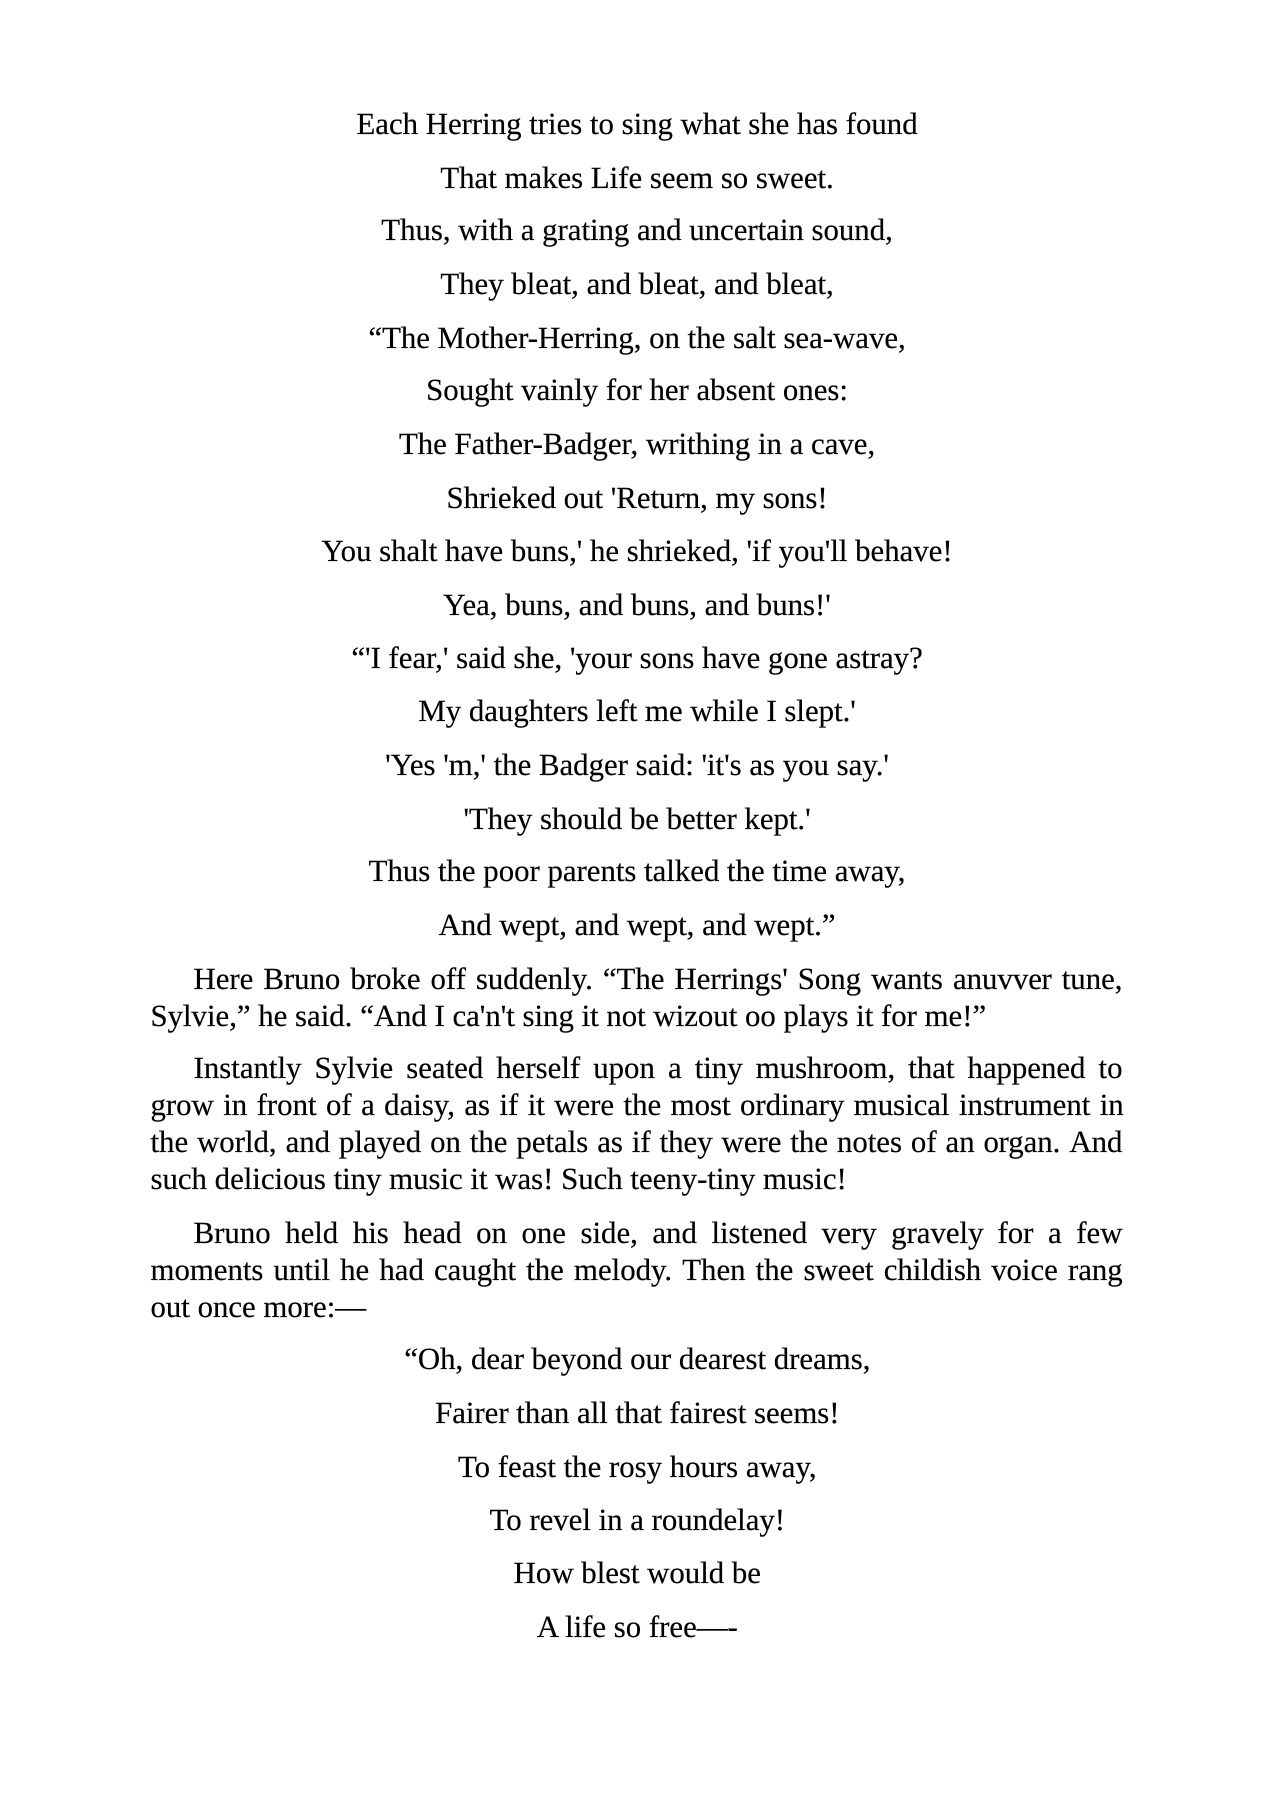 Each Herring tries to sing what she has found
That makes Life seem so sweet.
Thus, with a grating and uncertain sound,
They bleat, and bleat, and bleat,
“The Mother-Herring, on the salt sea-wave,
Sought vainly for her absent ones:
The Father-Badger, writhing in a cave,
Shrieked out 'Return, my sons!
You shalt have buns,' he shrieked, 'if you'll behave!
Yea, buns, and buns, and buns!'
“'I fear,' said she, 'your sons have gone astray?
My daughters left me while I slept.'
'Yes 'm,' the Badger said: 'it's as you say.'
'They should be better kept.'
Thus the poor parents talked the time away,
And wept, and wept, and wept.”
Here Bruno broke off suddenly. “The Herrings' Song wants anuvver tune,
Sylvie,” he said. “And I ca'n't sing it not wizout oo plays it for me!”
Instantly Sylvie seated herself upon a tiny mushroom, that happened to
grow in front of a daisy, as if it were the most ordinary musical instrument in
the world, and played on the petals as if they were the notes of an organ. And
such delicious tiny music it was! Such teeny-tiny music!
Bruno held his head on one side, and listened very gravely for a few
moments until he had caught the melody. Then the sweet childish voice rang
out once more:—
“Oh, dear beyond our dearest dreams,
Fairer than all that fairest seems!
To feast the rosy hours away,
To revel in a roundelay!
How blest would be
A life so free—-